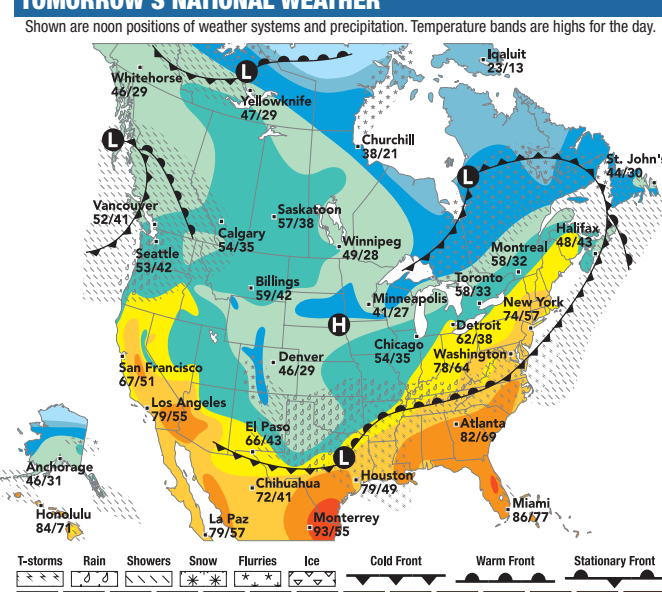 TOMORROW'S NATIONAL WEATHER
Shown are noon positions of weather systems and precipitation. Temperature bands are highs for the day.
Iqaluit
23/13
Whitehorse
46/29
L
Yellowknife
47/29
Churchill
38/21
L
L
St. John's
44/30
Vancouver
52/41
Saskatoon
57/38
Calgary
54/35
Winnipeg
49/28
Halifax
48/43
Montreal
58/32
Seattle
53/42
Toronto
58/33
Billings
59/42
Minneapolis
41/27
New York
74/57
H
Detroit
62/38
Chicago
54/35
Washington
78/64
Denver
46/29
San Francisco
67/51
Los Angeles
79/55
El Paso
66/43
Atlanta
82/69
L
Anchorage
46/31
Chihuahua
72/41
Houston
79/49
Honolulu
84/71
La Paz
79/57
Monterrey
93/55
Miami
86/77
T-storms Rain Showers Snow Flurries Ice Cold Front Warm Front Stationary Front